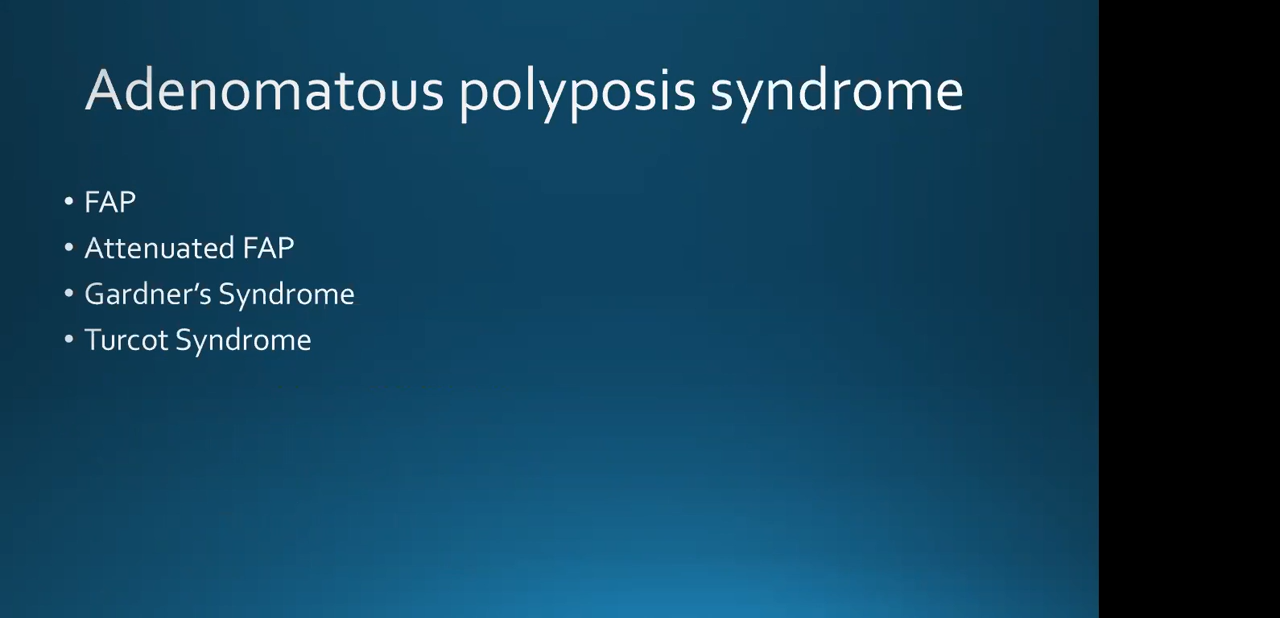 Adenomatous polyposis syndrome
• FAP
• Attenuated FAP
• Gardner’s Syndrome
• Turcot Syndrome